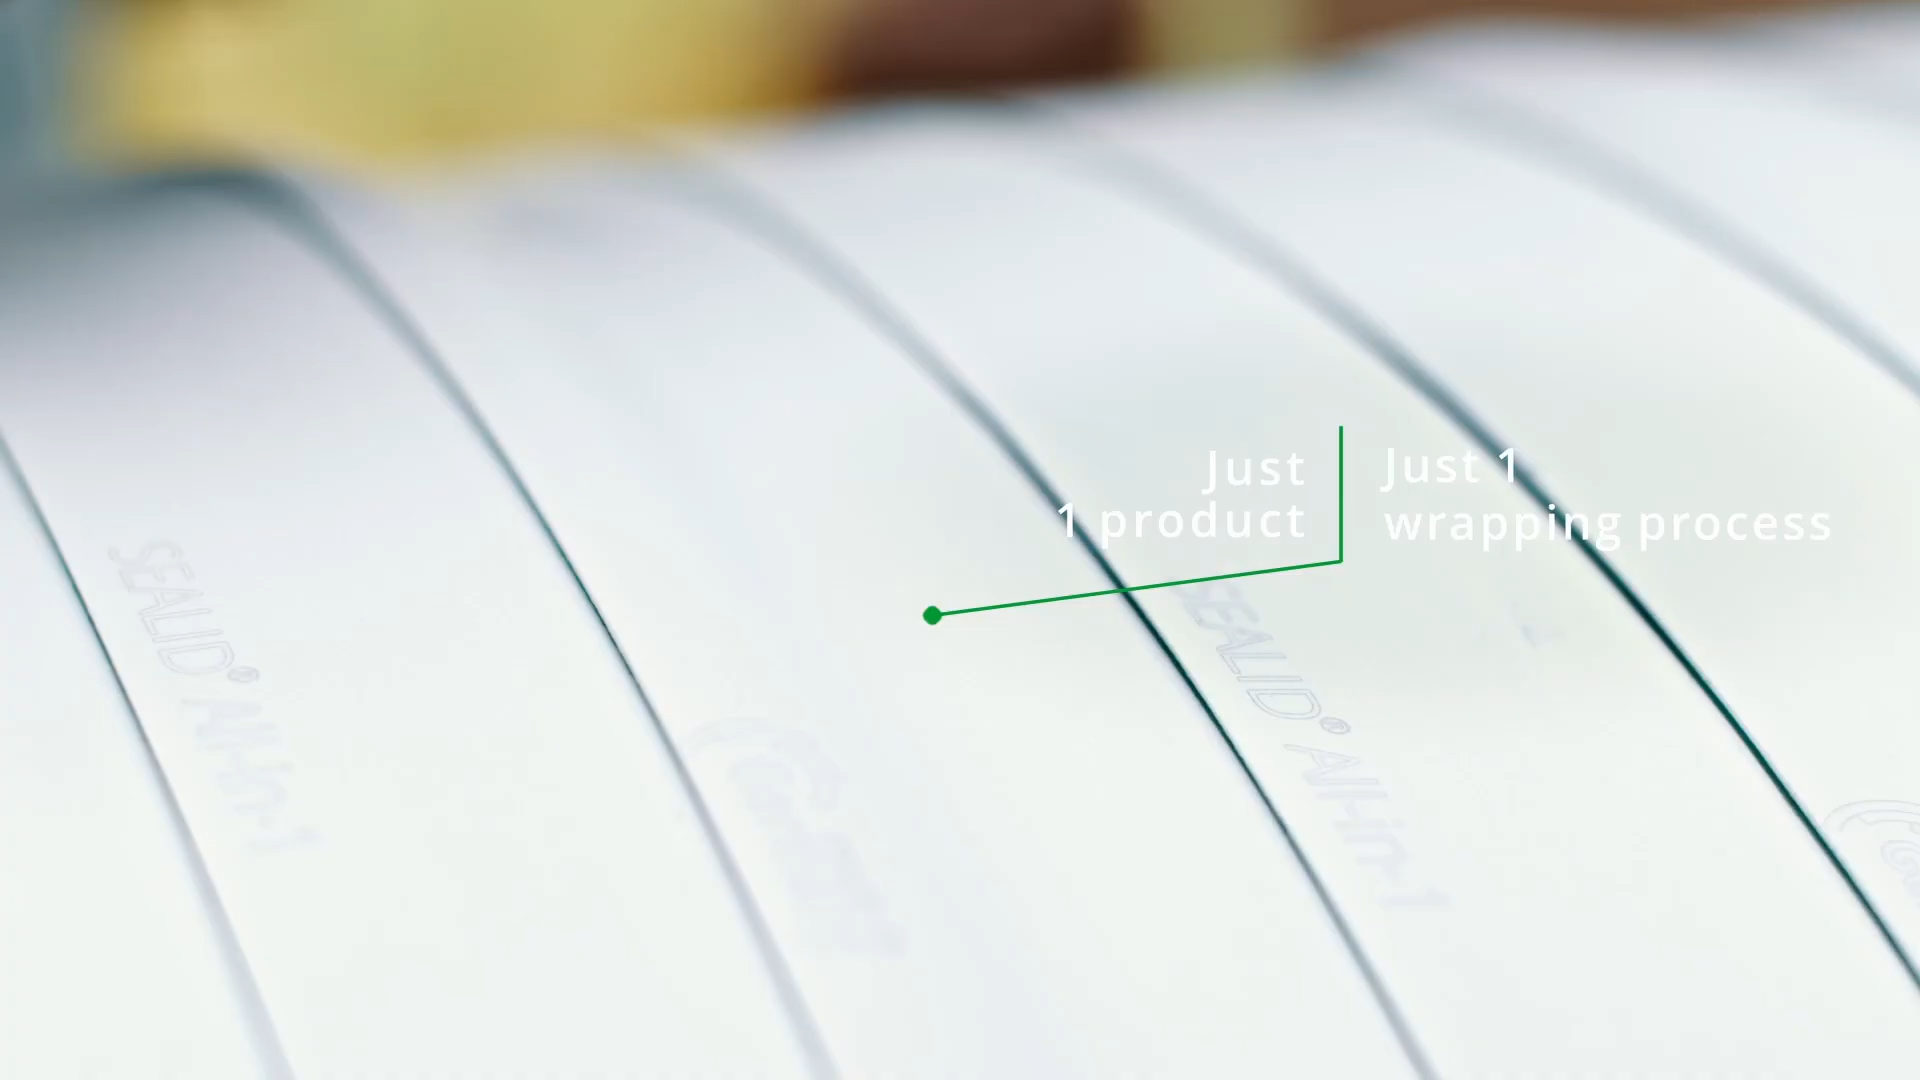 Just
1 product
Just 1
wrapping process
SEALID® All-in-1
SEALID® All-in-1